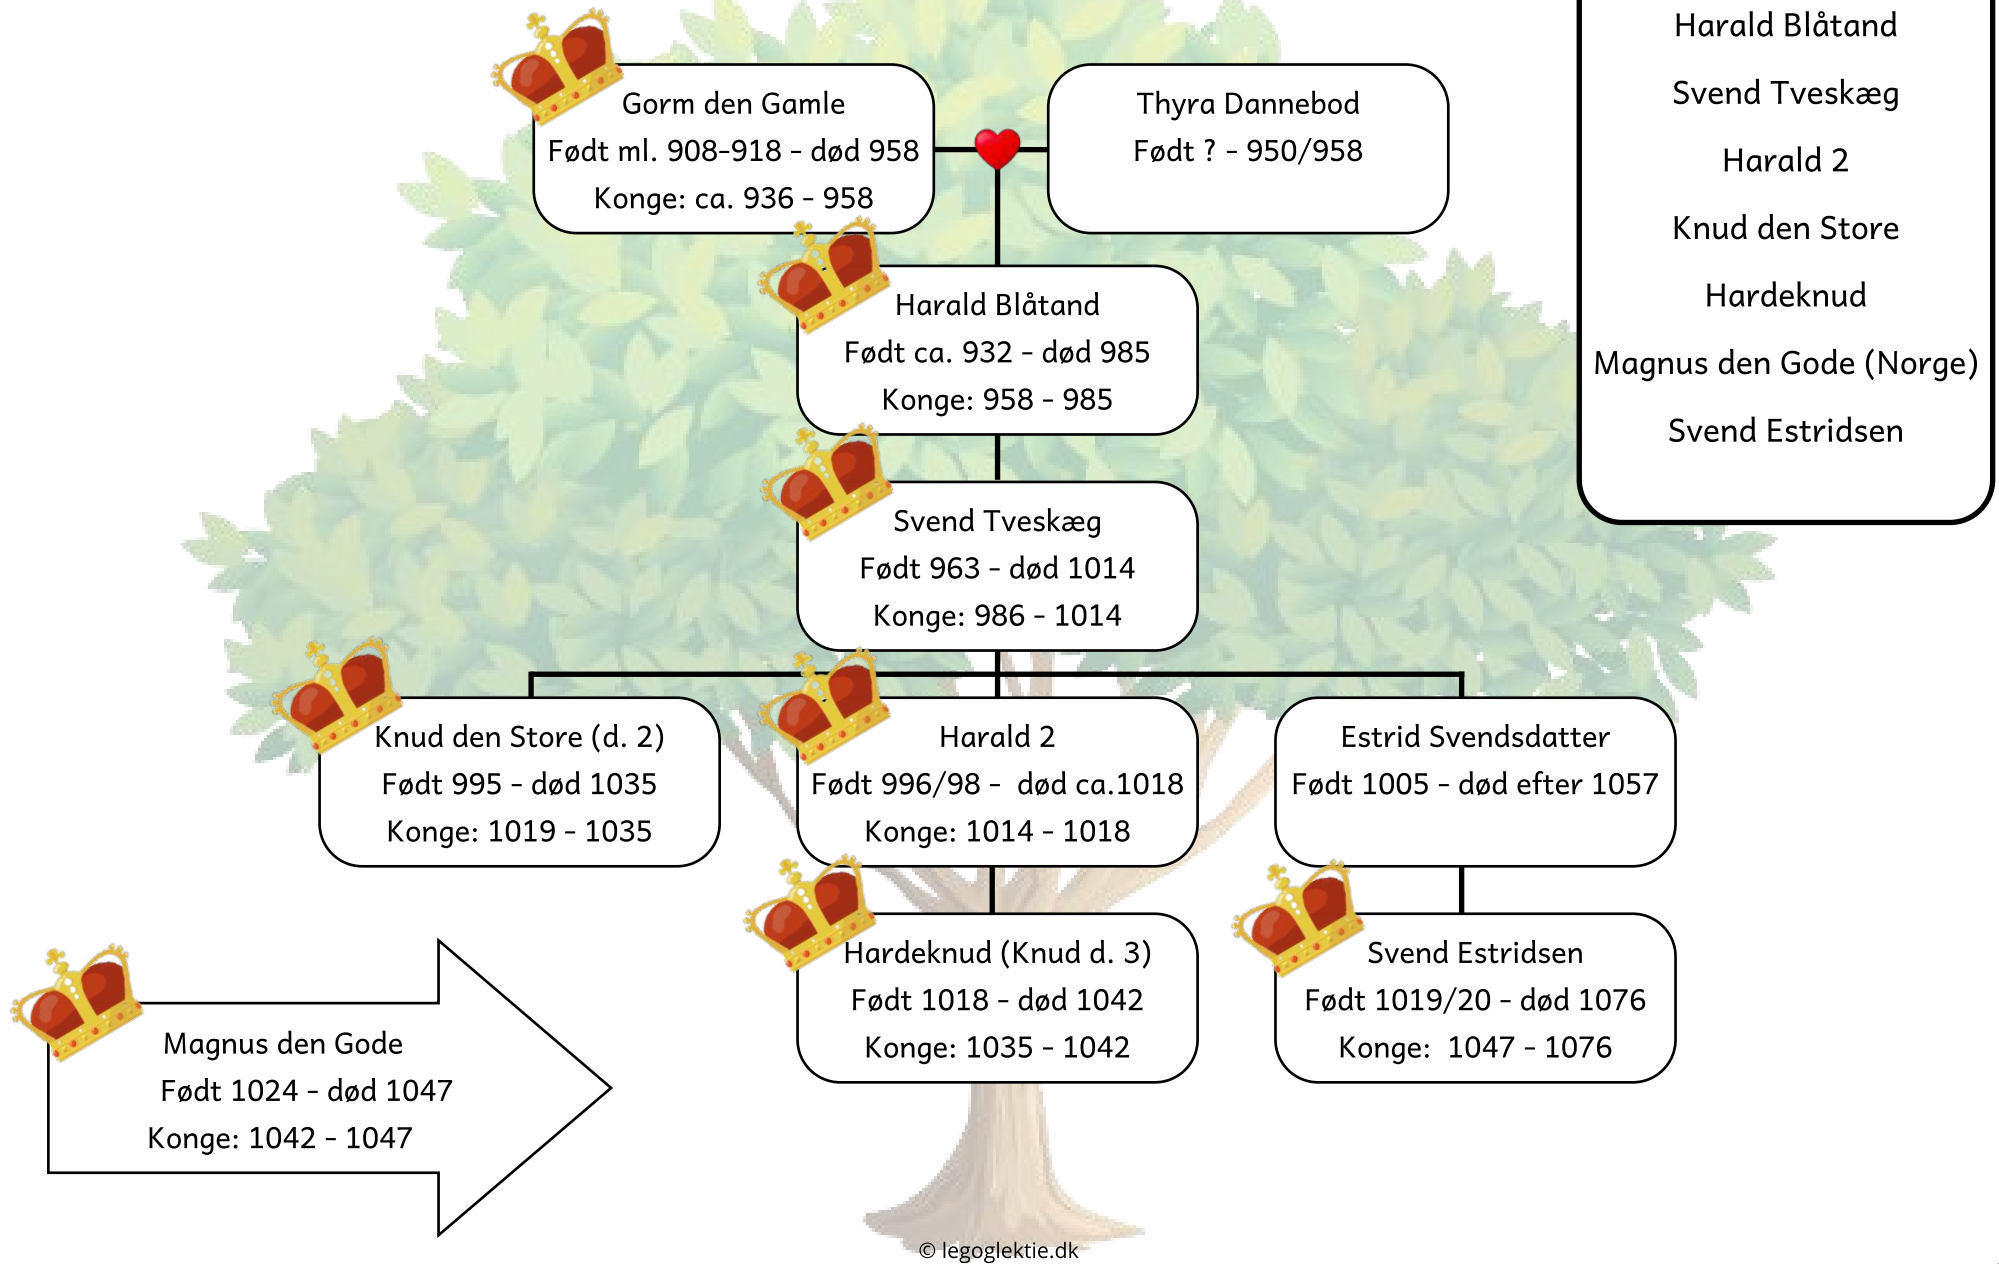 Gorm den Gamle
Født ml. 908-918 - død 958
Konge: ca. 936 - 958
Thyra Dannebod
Født ? - 950/958
Harald Blåtand
Født ca. 932 - død 985
Konge: 958 - 985
Svend Tveskæg
Født 963 - død 1014
Konge: 986 - 1014
Knud den Store (d. 2)
Født 995 - død 1035
Konge: 1019 - 1035
Harald 2
Født 996/98 -  død ca.1018
Konge: 1014 - 1018
Estrid Svendsdatter
Født 1005 - død efter 1057
Hardeknud (Knud d. 3)
Født 1018 - død 1042
Konge: 1035 - 1042
Svend Estridsen
Født 1019/20 - død 1076
Konge:  1047 - 1076
Magnus den Gode
Født 1024 - død 1047
Konge: 1042 - 1047
Harald Blåtand
Svend Tveskæg
Harald 2
Knud den Store
Hardeknud
Magnus den Gode (Norge)
Svend Estridsen
© legoglektie.dk